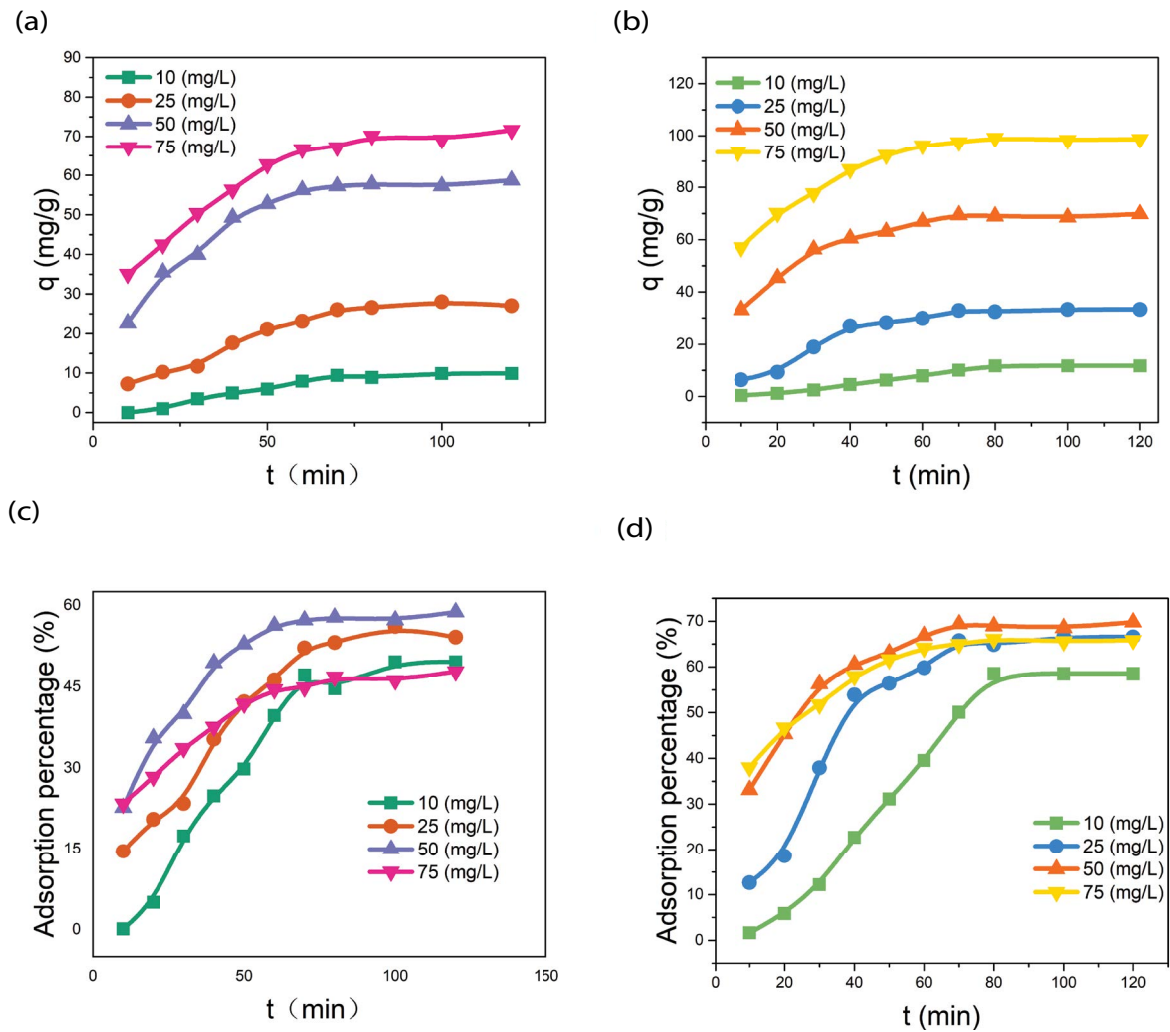 (a)
90
80
70
60
50
40
30
20
10
0
q (mg/g)
10 (mg/L)
25 (mg/L)
50 (mg/L)
75 (mg/L)
0
50
100
t（min）
(b)
120
100
80
60
40
20
0
q (mg/g)
10 (mg/L)
25 (mg/L)
50 (mg/L)
75 (mg/L)
0
20
40
60
80
100
120
t (min)
(c)
60
45
30
15
0
Adsorption percentage (%)
10 (mg/L)
25 (mg/L)
50 (mg/L)
75 (mg/L)
0
50
100
150
t（min）
(d)
70
60
50
40
30
20
10
0
Adsorption percentage (%)
10 (mg/L)
25 (mg/L)
50 (mg/L)
75 (mg/L)
0
20
40
60
80
100
120
t (min)